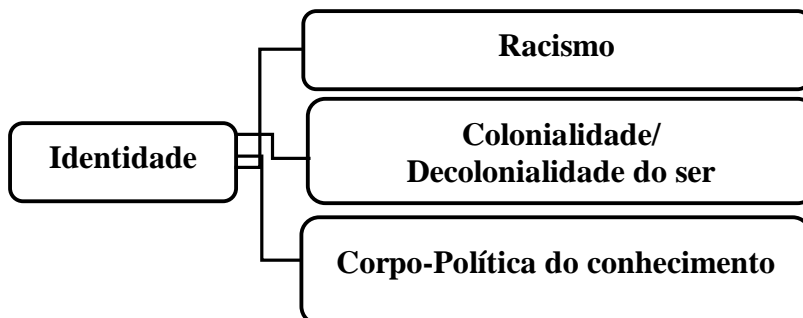 Racismo
Identidade
Colonialidade/
Decolonialidade do ser
Corpo-Política do conhecimento